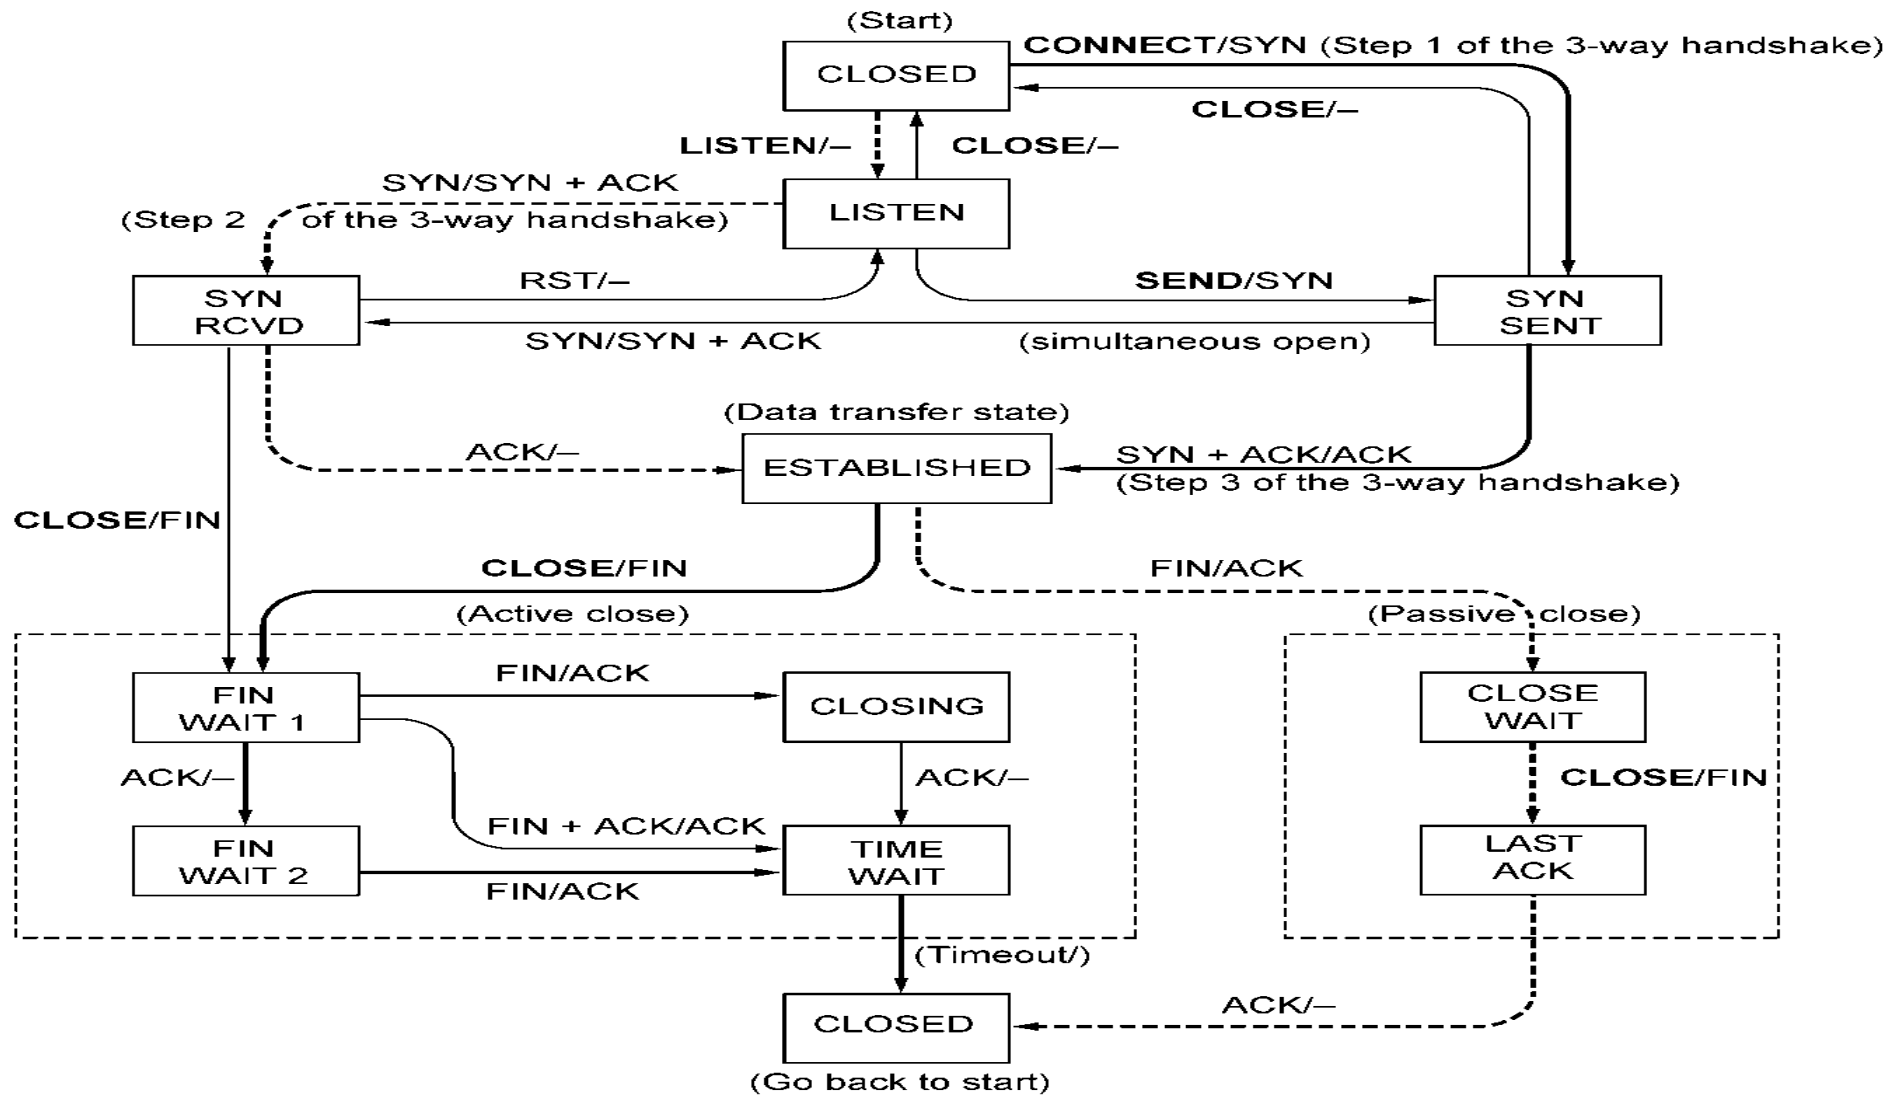 (Start)
CLOSED
CONNECT/SYN (Step 1 of the 3-way handshake)
CLOSE/–
LISTEN/–
CLOSE/–
SYN/SYN + ACK
(Step 2 of the 3-way handshake)
LISTEN
RST/–
SEND/SYN
SYN
RCVD
SYN
SENT
SYN/SYN + ACK
(simultaneous open)
(Data transfer state)
ACK/–
ESTABLISHED
SYN + ACK/ACK
(Step 3 of the 3-way handshake)
CLOSE/FIN
CLOSE/FIN
FIN/ACK
(Active close)
(Passive close)
FIN
WAIT 1
FIN/ACK
CLOSING
CLOSE
WAIT
ACK/–
ACK/–
CLOSE/FIN
FIN + ACK/ACK
FIN
WAIT 2
FIN/ACK
TIME
WAIT
LAST
ACK
(Timeout/)
CLOSED
ACK/–
(Go back to start)